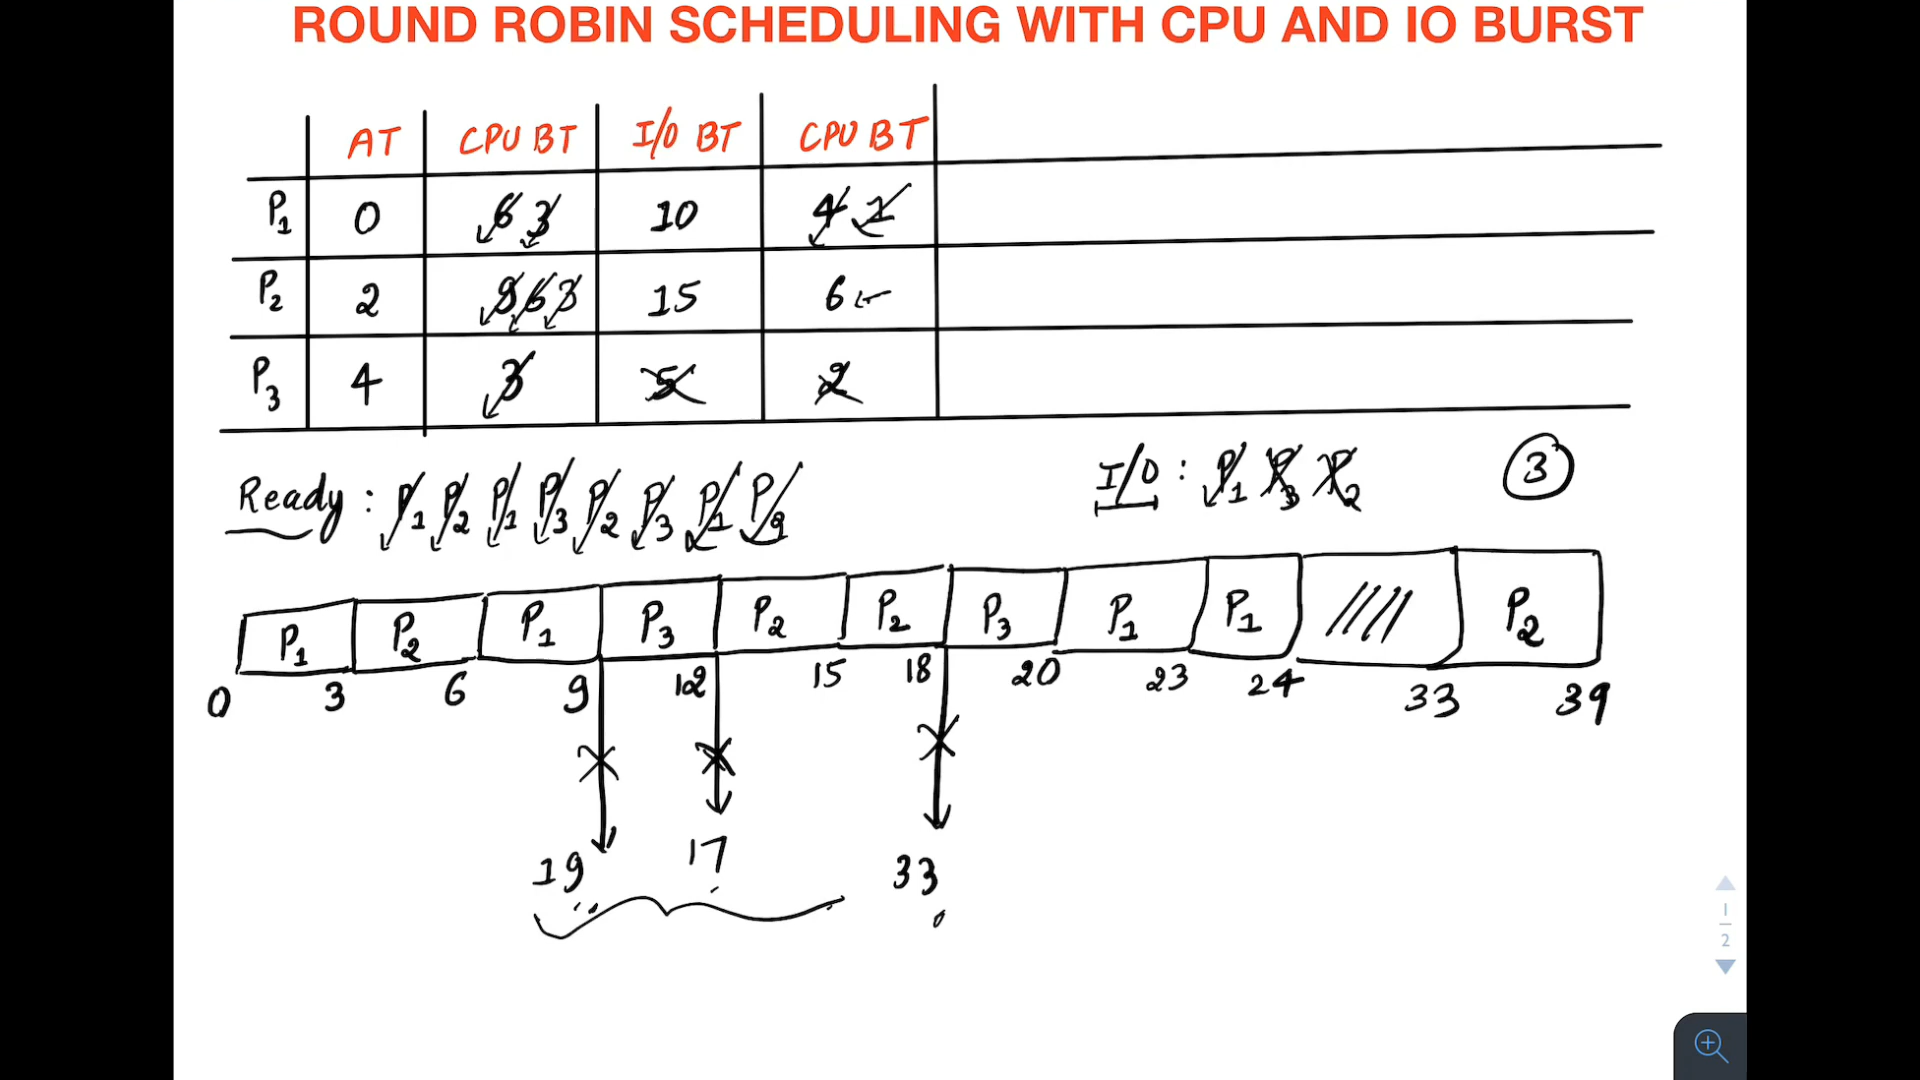 ROUND ROBIN SCHEDULING WITH CPU AND IO BURST
AT CPU BT I/O BT CPU BT
P1 0 6 3 10 4 1
P2 2 9 6 3 15 6
P3 4 3 5 2
Ready : P1 P2 P1 P3 P2 P3 P1 P2
I/O : P1 P3 P2
3
P1 P2 P1 P3 P2 P2 P3 P1 P1 P2
0 3 6 9 12 15 18 20 23 24 33 39
19 17 33
1
2